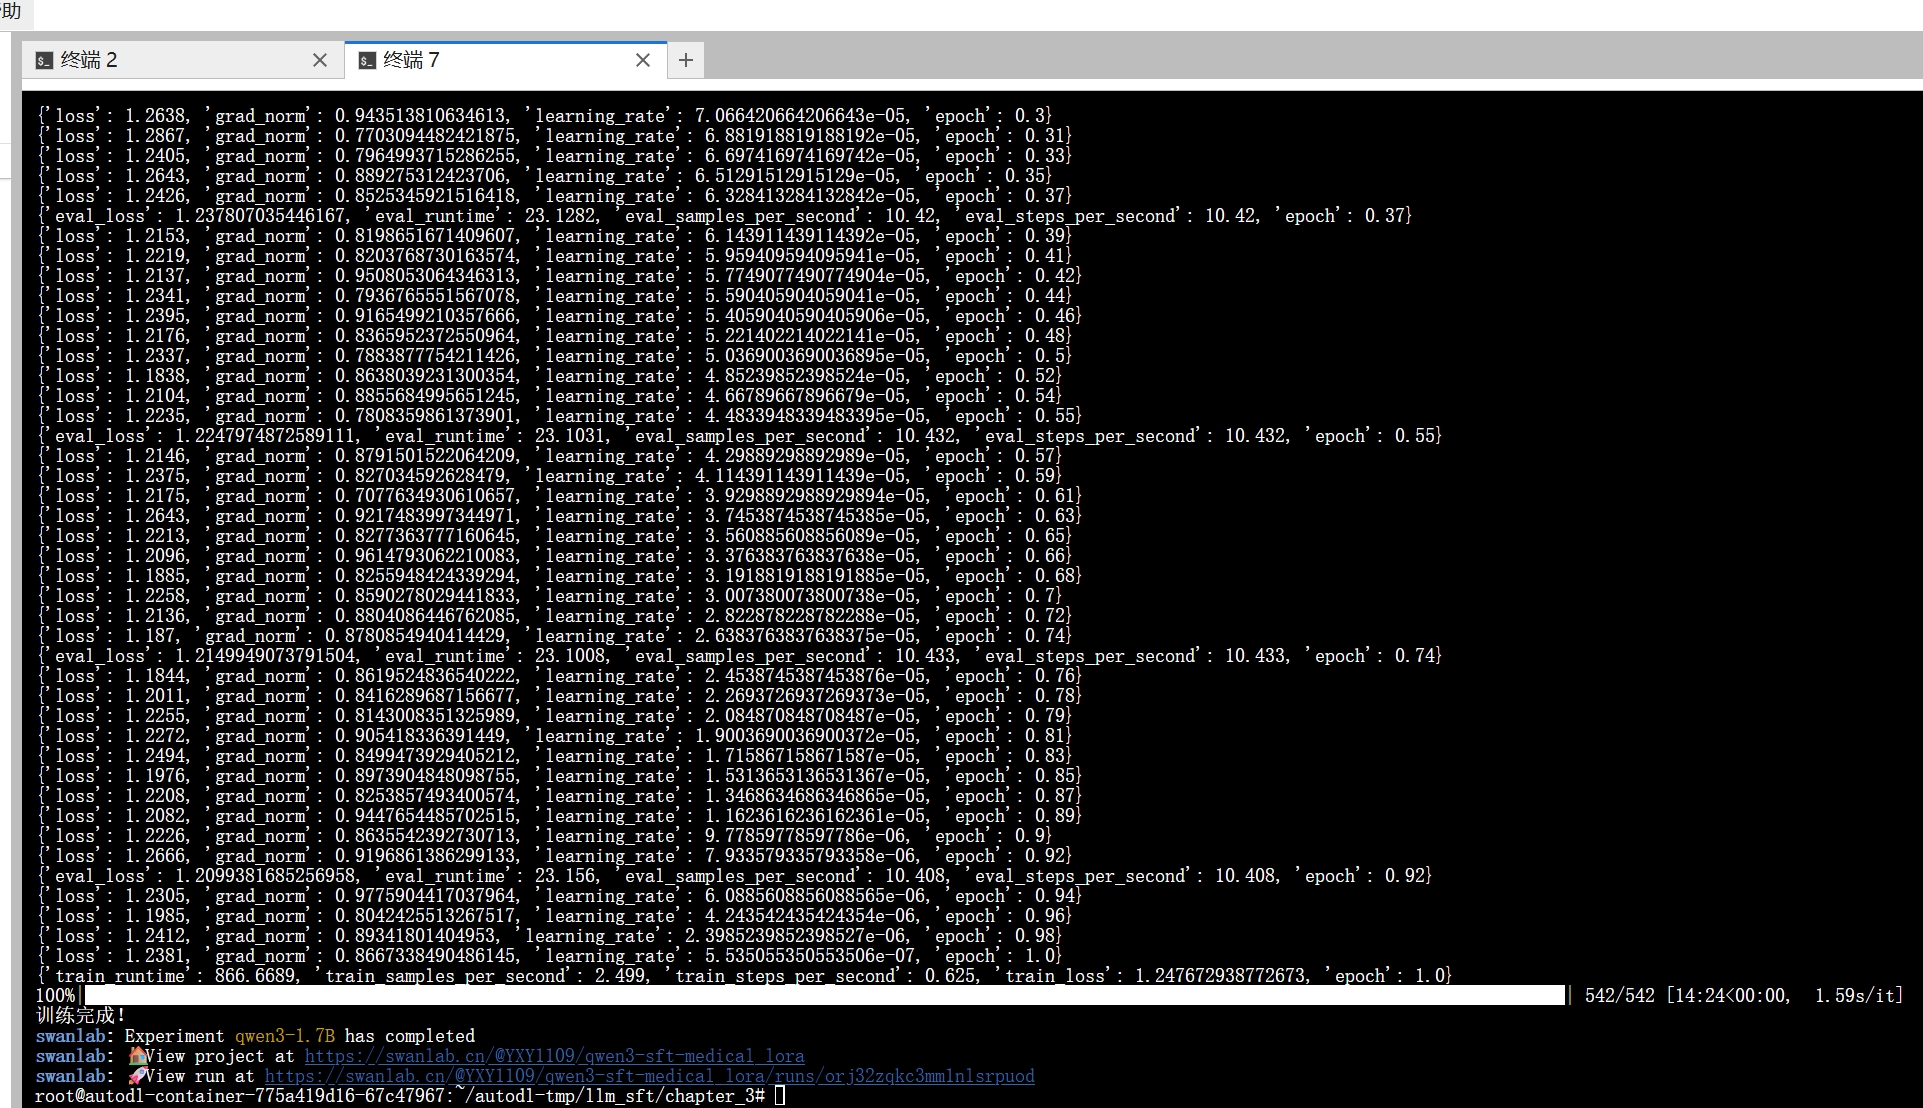 助
终端 2
终端 7
{'loss': 1.2638, 'grad_norm': 0.943513810634613, 'learning_rate': 7.066420664206643e-05, 'epoch': 0.3}
{'loss': 1.2867, 'grad_norm': 0.7703094482421875, 'learning_rate': 6.881918819188192e-05, 'epoch': 0.31}
{'loss': 1.2405, 'grad_norm': 0.7964993715286255, 'learning_rate': 6.697416974169742e-05, 'epoch': 0.33}
{'loss': 1.2643, 'grad_norm': 0.889275312423706, 'learning_rate': 6.51291512915129e-05, 'epoch': 0.35}
{'loss': 1.2426, 'grad_norm': 0.8525345921516418, 'learning_rate': 6.328413284132842e-05, 'epoch': 0.37}
{'eval_loss': 1.237807035446167, 'eval_runtime': 23.1282, 'eval_samples_per_second': 10.42, 'eval_steps_per_second': 10.42, 'epoch': 0.37}
{'loss': 1.2153, 'grad_norm': 0.8198651671409607, 'learning_rate': 6.143911439114392e-05, 'epoch': 0.39}
{'loss': 1.2219, 'grad_norm': 0.8203768730163574, 'learning_rate': 5.959409594095941e-05, 'epoch': 0.41}
{'loss': 1.2137, 'grad_norm': 0.9508053064346313, 'learning_rate': 5.7749077490774904e-05, 'epoch': 0.42}
{'loss': 1.2341, 'grad_norm': 0.7936765551567078, 'learning_rate': 5.590405904059041e-05, 'epoch': 0.44}
{'loss': 1.2395, 'grad_norm': 0.9165499210357666, 'learning_rate': 5.4059040590405906e-05, 'epoch': 0.46}
{'loss': 1.2176, 'grad_norm': 0.8365952372550964, 'learning_rate': 5.221402214022141e-05, 'epoch': 0.48}
{'loss': 1.2337, 'grad_norm': 0.7883877754211426, 'learning_rate': 5.0369003690036895e-05, 'epoch': 0.5}
{'loss': 1.1838, 'grad_norm': 0.8638039231300354, 'learning_rate': 4.852398523985​24e-05, 'epoch': 0.52}
{'loss': 1.2104, 'grad_norm': 0.8855684995651245, 'learning_rate': 4.66789667896679e-05, 'epoch': 0.54}
{'loss': 1.2235, 'grad_norm': 0.7808359861373901, 'learning_rate': 4.4833948339483395e-05, 'epoch': 0.55}
{'eval_loss': 1.2247974872589111, 'eval_runtime': 23.1031, 'eval_samples_per_second': 10.432, 'eval_steps_per_second': 10.432, 'epoch': 0.55}
{'loss': 1.2146, 'grad_norm': 0.8791501522064209, 'learning_rate': 4.29889298892989e-05, 'epoch': 0.57}
{'loss': 1.2375, 'grad_norm': 0.827034592628479, 'learning_rate': 4.114391143911439e-05, 'epoch': 0.59}
{'loss': 1.2175, 'grad_norm': 0.7077634930610657, 'learning_rate': 3.9298892988929894e-05, 'epoch': 0.61}
{'loss': 1.2643, 'grad_norm': 0.9217483997344971, 'learning_rate': 3.7453874538745385e-05, 'epoch': 0.63}
{'loss': 1.2213, 'grad_norm': 0.8277363777160645, 'learning_rate': 3.560885608856089e-05, 'epoch': 0.65}
{'loss': 1.2096, 'grad_norm': 0.9614793062210083, 'learning_rate': 3.376383763837638e-05, 'epoch': 0.66}
{'loss': 1.1885, 'grad_norm': 0.8255948424339294, 'learning_rate': 3.1918819188191885e-05, 'epoch': 0.68}
{'loss': 1.2258, 'grad_norm': 0.8590278029441833, 'learning_rate': 3.007380073800738e-05, 'epoch': 0.7}
{'loss': 1.2136, 'grad_norm': 0.8804086446762085, 'learning_rate': 2.822878228782288e-05, 'epoch': 0.72}
{'loss': 1.187, 'grad_norm': 0.8780854940414429, 'learning_rate': 2.6383763837638375e-05, 'epoch': 0.74}
{'eval_loss': 1.2149949073791504, 'eval_runtime': 23.1008, 'eval_samples_per_second': 10.433, 'eval_steps_per_second': 10.433, 'epoch': 0.74}
{'loss': 1.1844, 'grad_norm': 0.8619524836540222, 'learning_rate': 2.4538745387453876e-05, 'epoch': 0.76}
{'loss': 1.2011, 'grad_norm': 0.8416289687156677, 'learning_rate': 2.2693726937269373e-05, 'epoch': 0.78}
{'loss': 1.2255, 'grad_norm': 0.8143008351325989, 'learning_rate': 2.084870848708487e-05, 'epoch': 0.79}
{'loss': 1.2272, 'grad_norm': 0.905418336391449, 'learning_rate': 1.9003690036900372e-05, 'epoch': 0.81}
{'loss': 1.2494, 'grad_norm': 0.8499473929405212, 'learning_rate': 1.715867158671587e-05, 'epoch': 0.83}
{'loss': 1.1976, 'grad_norm': 0.8973904848098755, 'learning_rate': 1.5313653136531367e-05, 'epoch': 0.85}
{'loss': 1.2208, 'grad_norm': 0.8253857493400574, 'learning_rate': 1.3468634686346865e-05, 'epoch': 0.87}
{'loss': 1.2082, 'grad_norm': 0.9447654485702515, 'learning_rate': 1.1623616236162361e-05, 'epoch': 0.89}
{'loss': 1.2226, 'grad_norm': 0.8635542392730713, 'learning_rate': 9.77859778597786e-06, 'epoch': 0.9}
{'loss': 1.2666, 'grad_norm': 0.9196861386299133, 'learning_rate': 7.933579335793358e-06, 'epoch': 0.92}
{'eval_loss': 1.2099381685256958, 'eval_runtime': 23.156, 'eval_samples_per_second': 10.408, 'eval_steps_per_second': 10.408, 'epoch': 0.92}
{'loss': 1.2305, 'grad_norm': 0.9775904417037964, 'learning_rate': 6.0885608856088565e-06, 'epoch': 0.94}
{'loss': 1.1985, 'grad_norm': 0.8042425513267517, 'learning_rate': 4.243542435424354e-06, 'epoch': 0.96}
{'loss': 1.2412, 'grad_norm': 0.89341801404953, 'learning_rate': 2.3985239852398527e-06, 'epoch': 0.98}
{'loss': 1.2381, 'grad_norm': 0.8667338490486145, 'learning_rate': 5.535055350553506e-07, 'epoch': 1.0}
{'train_runtime': 866.6689, 'train_samples_per_second': 2.499, 'train_steps_per_second': 0.625, 'train_loss': 1.247672938772673, 'epoch': 1.0}
100%| | 542/542 [14:24<00:00, 1.59s/it]
训练完成！
swanlab: Experiment qwen3-1.7B has completed
swanlab: 🏠View project at https://swanlab.cn/@YXY1109/qwen3-sft-medical_lora
swanlab: 🚀View run at https://swanlab.cn/@YXY1109/qwen3-sft-medical_lora/runs/orj32zqkc3mmlnlsrpuod
root@autodl-container-775a419d16-67c47967:~/autodl-tmp/llm_sft/chapter_3#